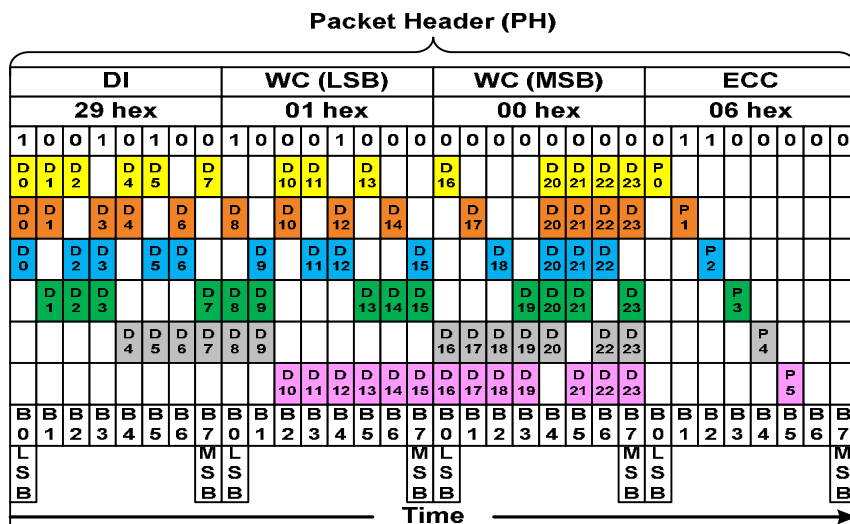 Packet Header (PH)
DI WC (LSB) WC (MSB) ECC
29 hex 01 hex 00 hex 06 hex
1 0 0 1 0 1 0 0 1 0 0 0 1 0 0 0 0 0 0 0 0 0 0 0 0 1 1 0 0 0 0 0
D0 D1 D2 D4 D5 D7 D10 D11 D13 D16 D20 D21 D22 D23 P0
D0 D1 D3 D4 D6 D8 D10 D12 D14 D17 D20 D21 D22 D23 P1
D0 D2 D3 D5 D6 D9 D11 D12 D15 D18 D20 D21 D22 P2
D1 D2 D3 D7 D8 D9 D13 D14 D15 D19 D20 D21 D23 P3
D4 D5 D6 D7 D8 D9 D16 D17 D18 D19 D20 D22 D23 P4
D10 D11 D12 D13 D14 D15 D16 D17 D18 D19 D21 D22 D23 P5
B0 B1 B2 B3 B4 B5 B6 B7 B0 B1 B2 B3 B4 B5 B6 B7 B0 B1 B2 B3 B4 B5 B6 B7 B0 B1 B2 B3 B4 B5 B6 B7
LSB MSB LSB MSB LSB MSB LSB MSB
Time